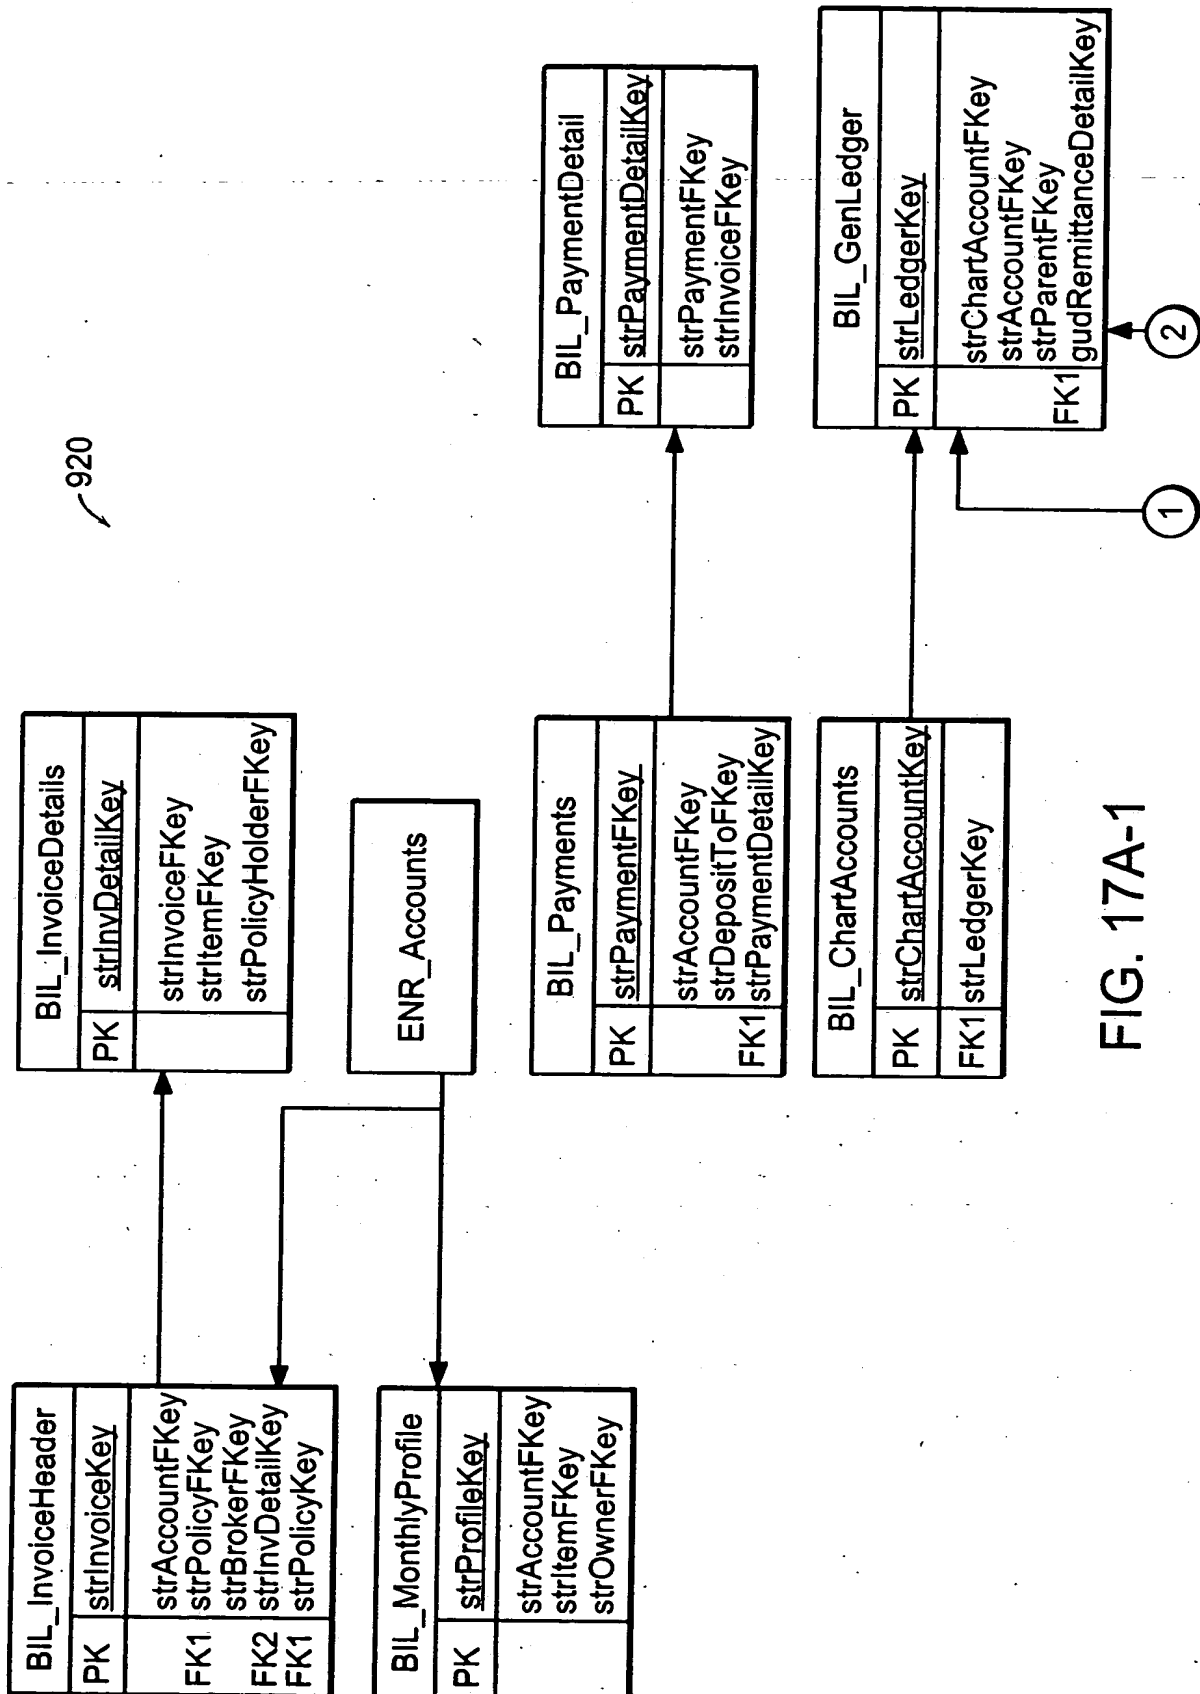 920
BIL_InvoiceHeader
PK strInvoiceKey
strAccountFKey
FK1 strPolicyFKey
strBrokerFKey
FK2 strInvDetailKey
FK1 strPolicyKey
BIL_InvoiceDetails
PK strInvDetailKey
strInvoiceFKey
strItemFKey
strPolicyHolderFKey
BIL_MonthlyProfile
PK strProfileKey
strAccountFKey
strItemFKey
strOwnerFKey
ENR_Accounts
BIL_Payments
PK strPaymentFKey
strAccountFKey
strDepositToFKey
FK1 strPaymentDetailKey
BIL_PaymentDetail
PK strPaymentDetailKey
strPaymentFKey
strInvoiceFKey
BIL_ChartAccounts
PK strChartAccountKey
FK1 strLedgerKey
BIL_GenLedger
PK strLedgerKey
strChartAccountFKey
strAccountFKey
strParentFKey
FK1 gudRemittanceDetailKey
1
2
FIG. 17A-1